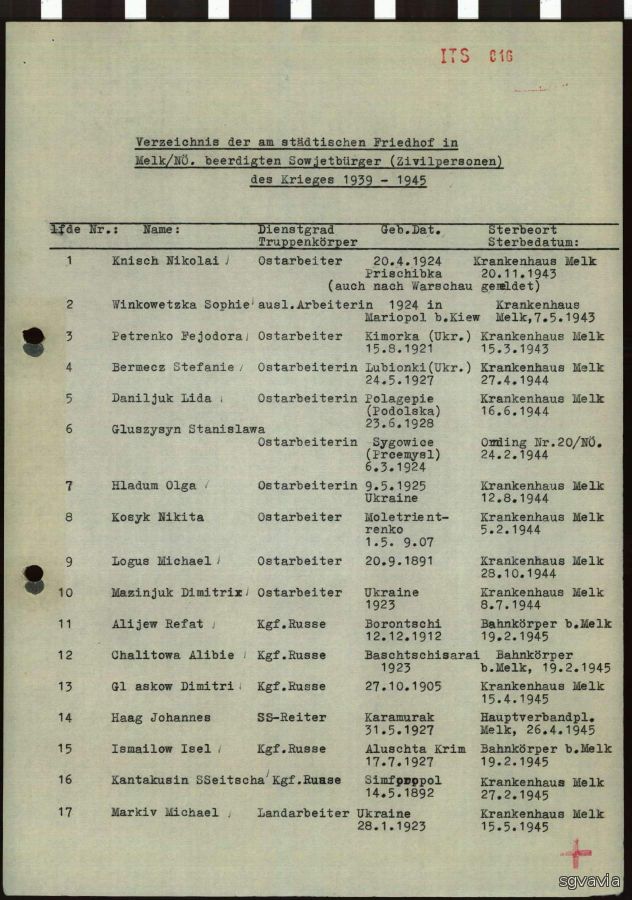 ITS 016
Verzeichnis der am städtischen Friedhof in
Melk/NÖ. beerdigten Sowjetbürger (Zivilpersonen)
des Krieges 1939 - 1945
lfde Nr.: Name: Dienstgrad Geb.Dat. Sterbeort
Truppenkörper Sterbedatum:
1 Knisch Nikolai Ostarbeiter 20.4.1924 Krankenhaus Melk
Prischibka 20.11.1943
(auch nach Warschau gemeldet)
2 Winkowetzka Sophie ausl.Arbeiterin 1924 in Krankenhaus
Mariopol b.Kiew Melk,7.5.1943
3 Petrenko Fejodora Ostarbeiter Kimorka (Ukr.) Krankenhaus Melk
15.8.1921 15.3.1943
4 Bermecz Stefanie Ostarbeiterin Lubionki(Ukr.) Krankenhaus Melk
24.5.1927 27.4.1944
5 Daniljuk Lida Ostarbeiterin Polagepie Krankenhaus Melk
(Podolska) 16.6.1944
23.6.1928
6 Gluszysyn Stanislawa
Ostarbeiterin Sygowice Ording Nr.20/NÖ.
(Prcemysl) 24.2.1944
6.3.1924
7 Hladum Olga Ostarbeiterin 9.5.1925 Krankenhaus Melk
Ukraine 12.8.1944
8 Kosyk Nikita Ostarbeiter Moletrient- Krankenhaus Melk
renko 5.2.1944
1.5. 9.07
9 Logus Michael Ostarbeiter 20.9.1891 Krankenhaus Melk
28.10.1944
10 Mazinjuk Dimitrix Ostarbeiter Ukraine Krankenhaus Melk
1923 8.7.1944
11 Alijew Refat Kgf.Russe Borontschi Bahnkörper b.Melk
12.12.1912 19.2.1945
12 Chalitowa Alibie Kgf.Russe Baschtschisarai Bahnkörper
1923 b.Melk, 19.2.1945
13 Gl askow Dimitri Kgf.Russe 27.10.1905 Krankenhaus Melk
15.4.1945
14 Haag Johannes SS-Reiter Karamurak Hauptverbandpl.
31.5.1927 Melk, 26.4.1945
15 Ismailow Isel Kgf.Russe Aluschta Krim Bahnkörper b.Melk
17.7.1927 19.2.1945
16 Kantakusin SSeitscha Kgf.Russe Simferopol Krankenhaus Melk
14.5.1892 27.2.1945
17 Markiv Michael Landarbeiter Ukraine Krankenhaus Melk
28.1.1923 15.5.1945
sgvavia